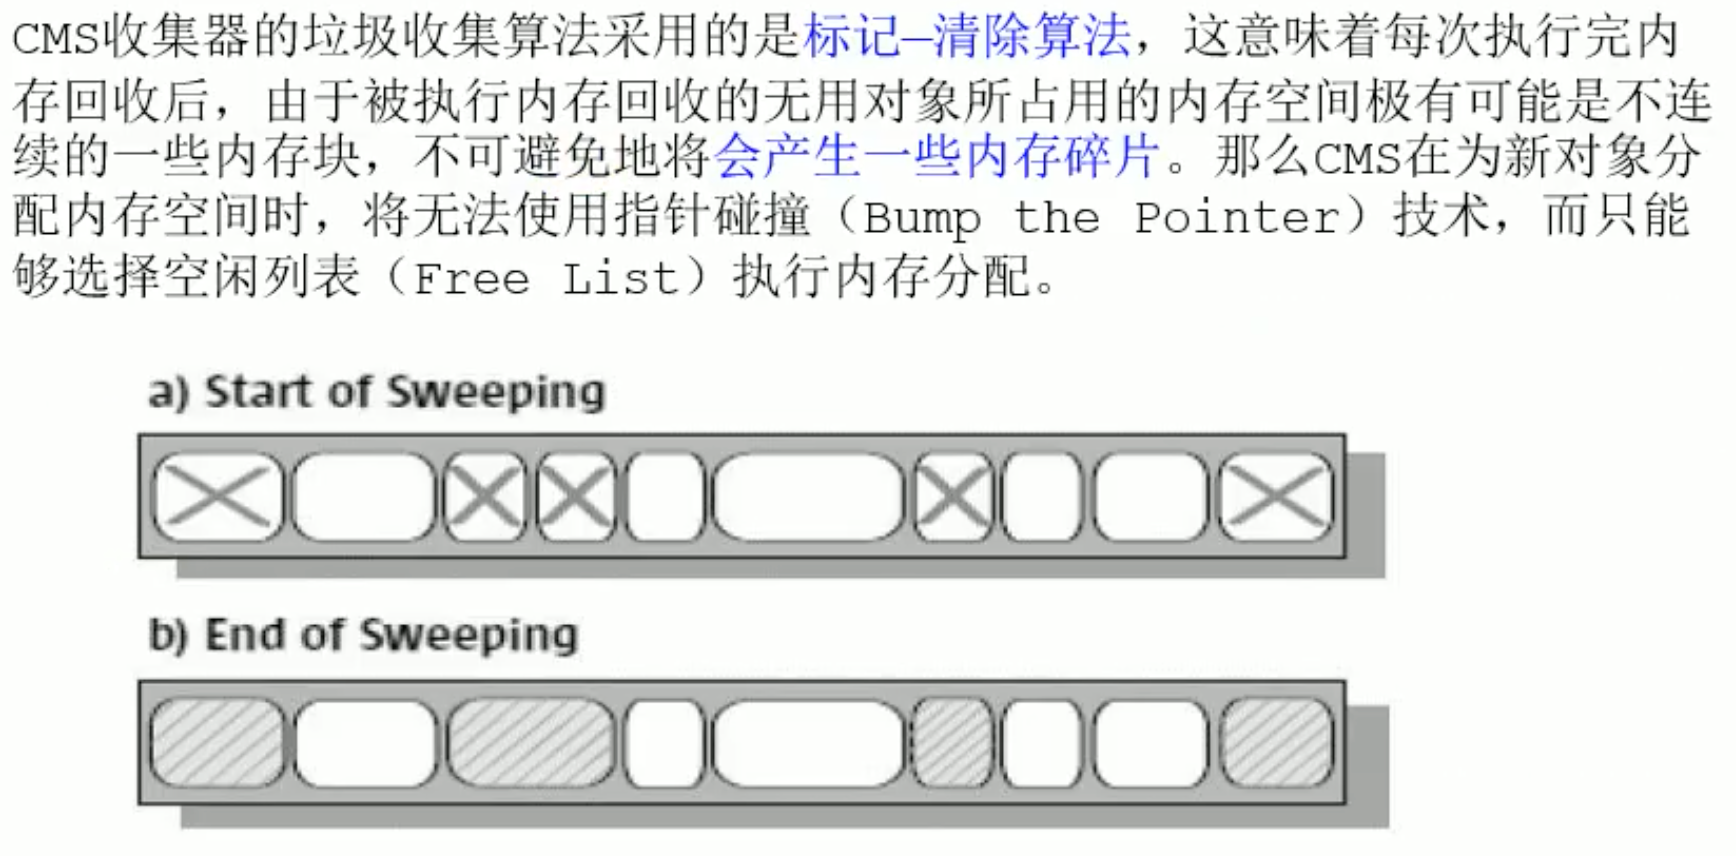 CMS收集器的垃圾收集算法采用的是标记—清除算法，这意味着每次执行完内
存回收后，由于被执行内存回收的无用对象所占用的内存空间极有可能是不连
续的一些内存块，不可避免地将会产生一些内存碎片。那么CMS在为新对象分
配内存空间时，将无法使用指针碰撞（Bump the Pointer）技术，而只能
够选择空闲列表（Free List）执行内存分配。
a) Start of Sweeping
b) End of Sweeping